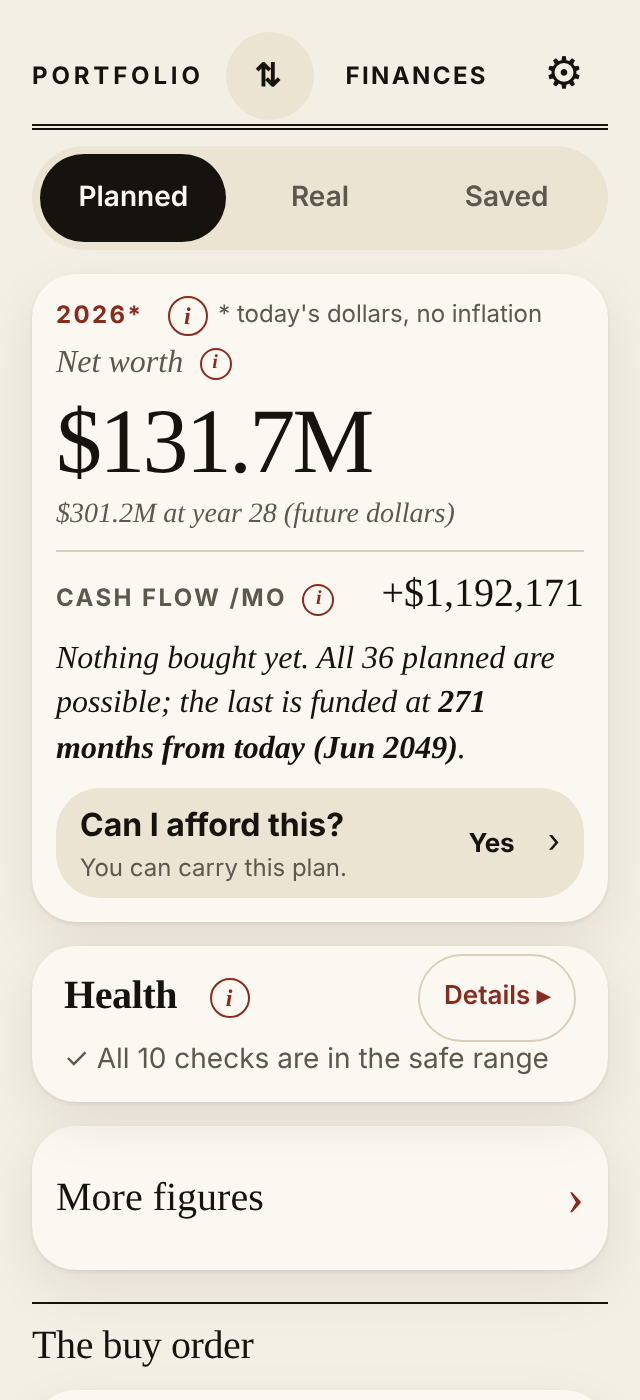 PORTFOLIO ⇅ FINANCES ⚙
Planned Real Saved
2026* i * today's dollars, no inflation
Net worth i
$131.7M
$301.2M at year 28 (future dollars)
CASH FLOW /MO i +$1,192,171
Nothing bought yet. All 36 planned are
possible; the last is funded at 271
months from today (Jun 2049).
Can I afford this?
You can carry this plan.
Yes ›
Health i Details ▸
✓ All 10 checks are in the safe range
More figures ›
The buy order